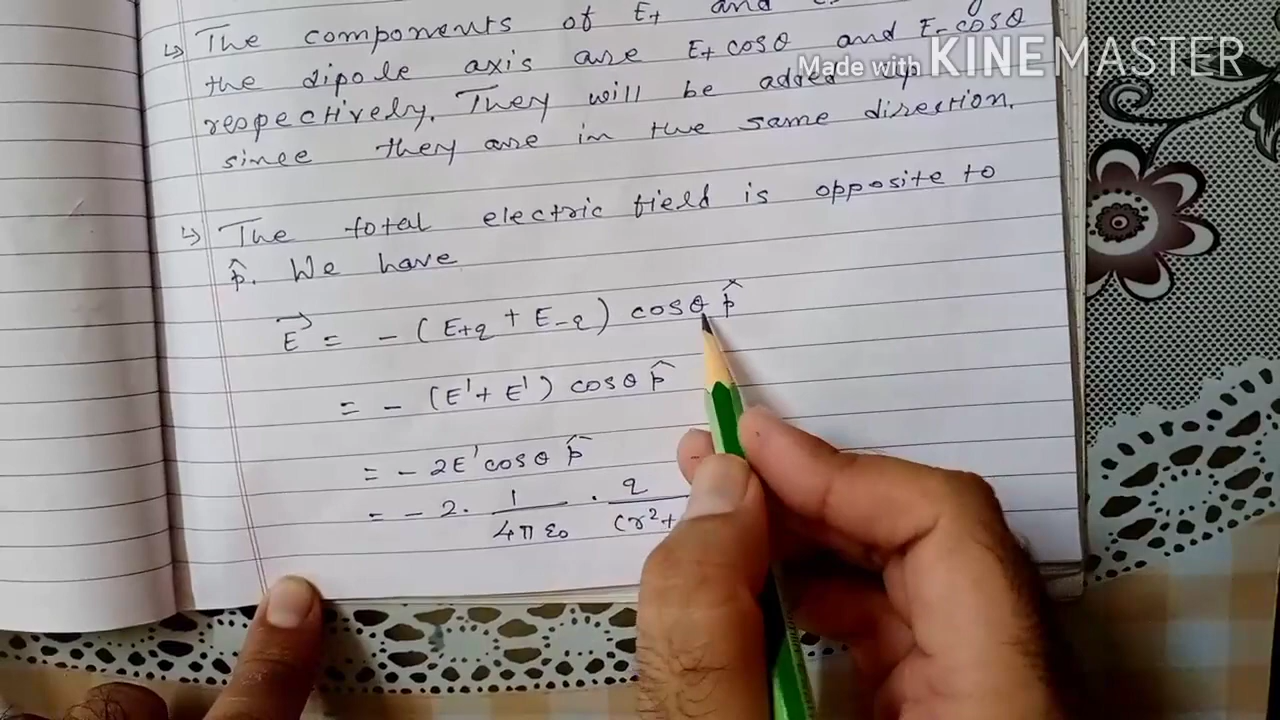 ↳ The components of E+ and
the dipole axis are E+ cosθ and E- cosθ
respectively. They will be added up
since they are in the same direction.
↳ The total electric field is opposite to
p̂. We have
E⃗ = - (E+q + E-q) cosθ p̂
= - (E' + E') cosθ p̂
= - 2E' cosθ p̂
= - 2. 1/4πε₀ . q/(r² +
Made with KINEMASTER